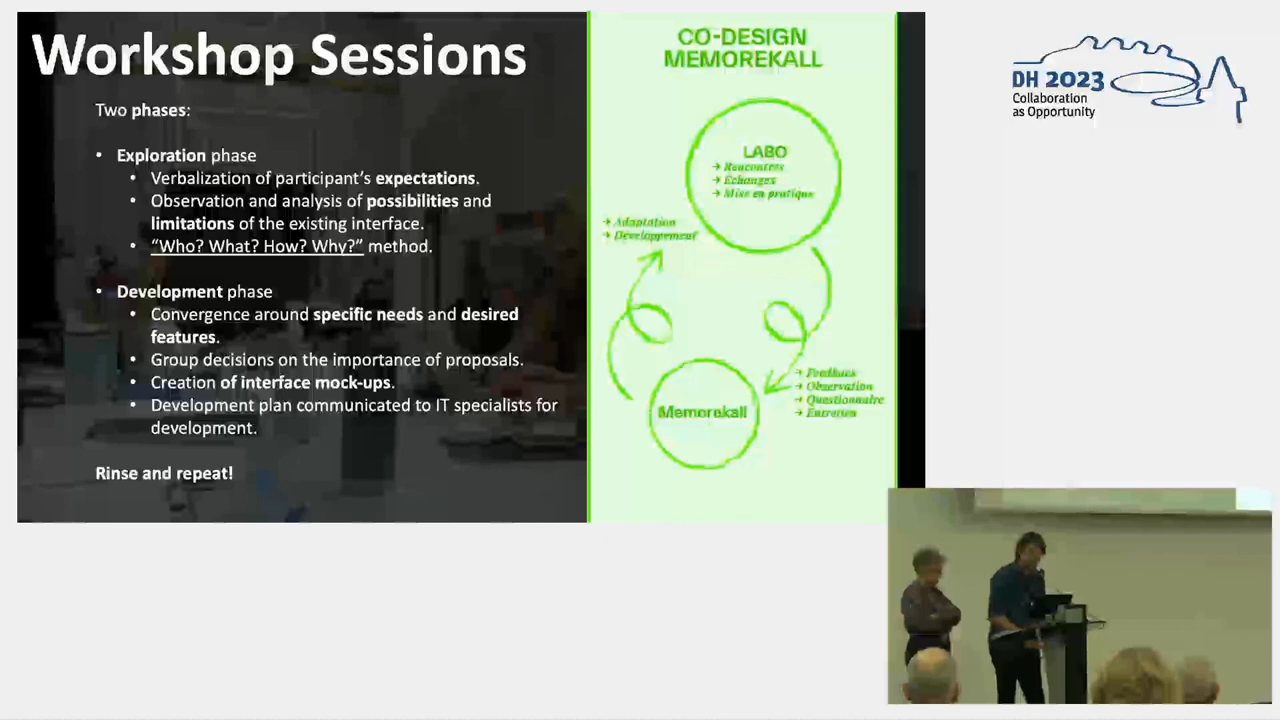 Workshop Sessions
Two phases:
• Exploration phase
• Verbalization of participant's expectations.
• Observation and analysis of possibilities and
limitations of the existing interface.
• "Who? What? How? Why?" method.
• Development phase
• Convergence around specific needs and desired
features.
• Group decisions on the importance of proposals.
• Creation of interface mock-ups.
• Development plan communicated to IT specialists for
development.
Rinse and repeat!
CO-DESIGN
MEMOREKALL
LABO
→ Rencontres
→ Échanges
→ Mise en pratique
→ Adaptation
→ Développement
→ Feedback
→ Observation
→ Questionnaire
→ Entretien
Memorekall
DH 2023
Collaboration
as Opportunity